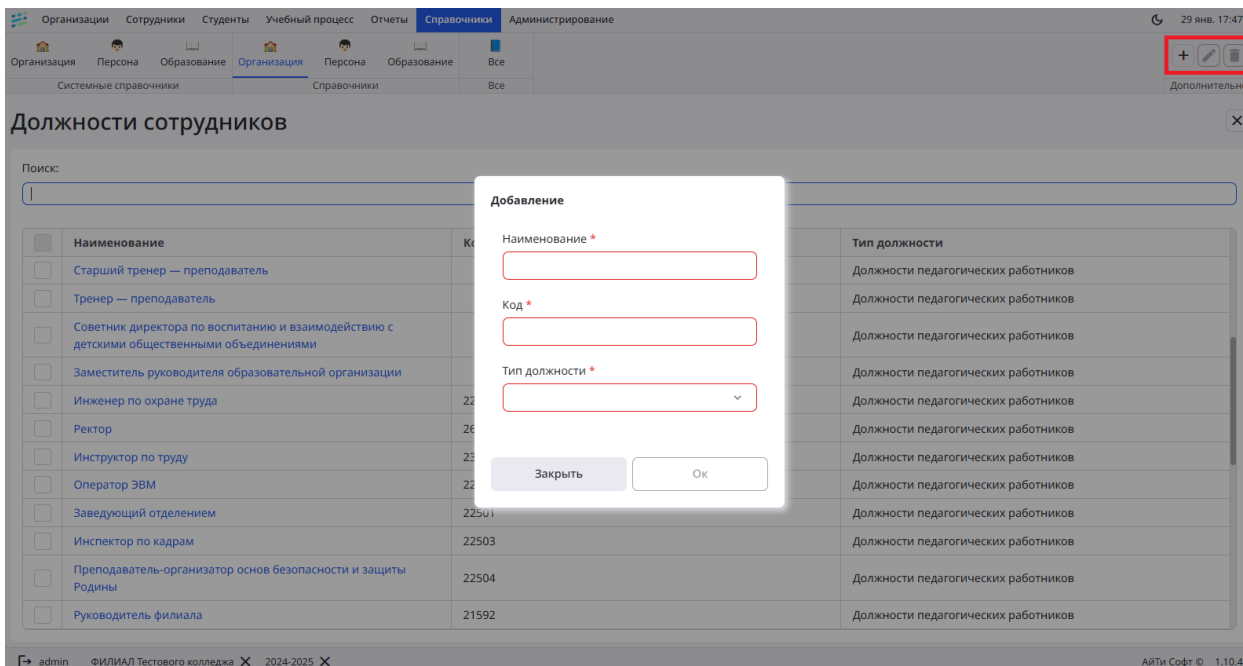 Организации Сотрудники Студенты Учебный процесс Отчеты Справочники Администрирование 29 янв. 17:47
Организация Персона Образование Организация Персона Образование Все
Системные справочники Справочники Все Дополнительно
Должности сотрудников
Поиск:
Добавление
Наименование *
Код *
Тип должности *
Закрыть Ок
Наименование Тип должности
Старший тренер — преподаватель Должности педагогических работников
Тренер — преподаватель Должности педагогических работников
Советник директора по воспитанию и взаимодействию с
детскими общественными объединениями Должности педагогических работников
Заместитель руководителя образовательной организации Должности педагогических работников
Инженер по охране труда 22 Должности педагогических работников
Ректор 26 Должности педагогических работников
Инструктор по труду 23 Должности педагогических работников
Оператор ЭВМ 22 Должности педагогических работников
Заведующий отделением 22501 Должности педагогических работников
Инспектор по кадрам 22503 Должности педагогических работников
Преподаватель-организатор основ безопасности и защиты
Родины 22504 Должности педагогических работников
Руководитель филиала 21592 Должности педагогических работников
admin ФИЛИАЛ Тестового колледжа 2024-2025 АйТи Софт © 1.10.4